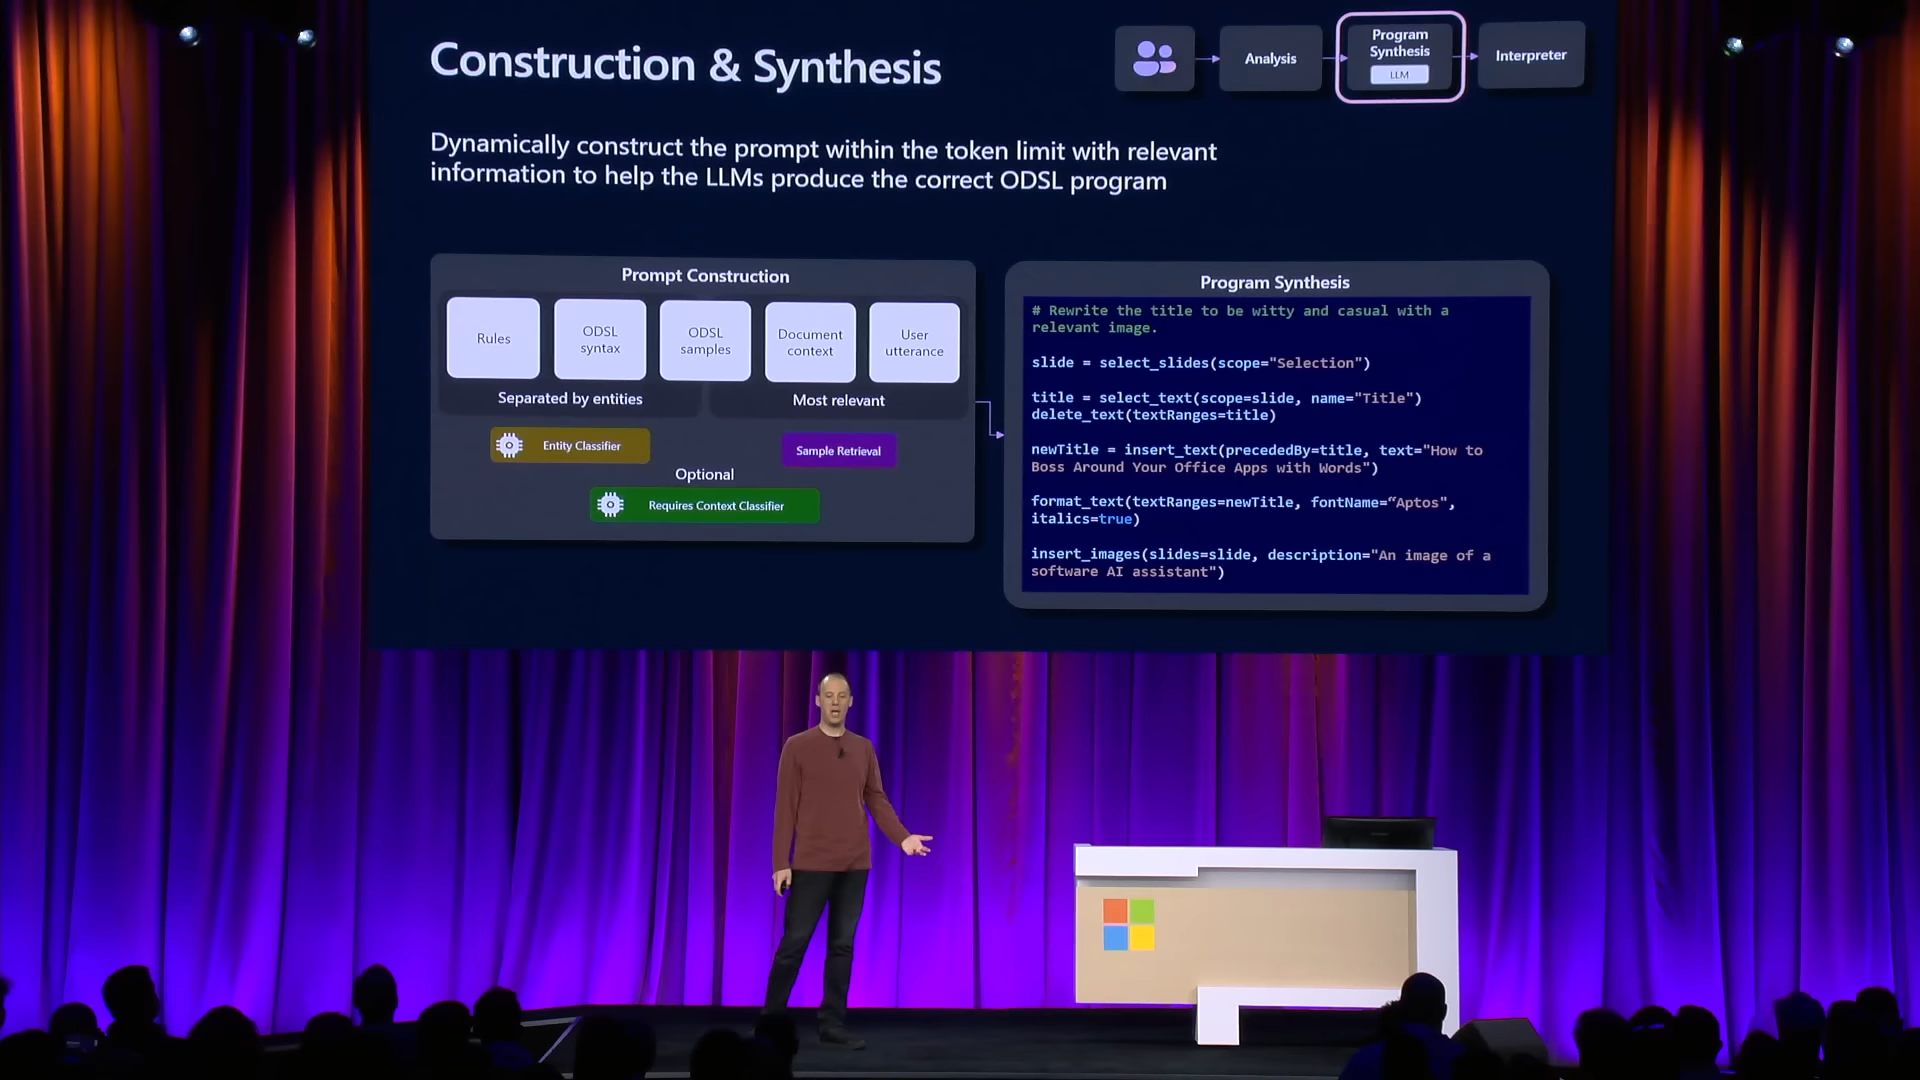 Construction & Synthesis
Analysis
Program
Synthesis
LLM
Interpreter
Dynamically construct the prompt within the token limit with relevant
information to help the LLMs produce the correct ODSL program
Prompt Construction
Rules
ODSL
syntax
ODSL
samples
Document
context
User
utterance
Separated by entities
Most relevant
Entity Classifier
Sample Retrieval
Optional
Requires Context Classifier
Program Synthesis
# Rewrite the title to be witty and casual with a
relevant image.
slide = select_slides(scope="Selection")
title = select_text(scope=slide, name="Title")
delete_text(textRanges=title)
newTitle = insert_text(precededBy=title, text="How to
Boss Around Your Office Apps with Words")
format_text(textRanges=newTitle, fontName=“Aptos",
italics=true)
insert_images(slides=slide, description="An image of a
software AI assistant")